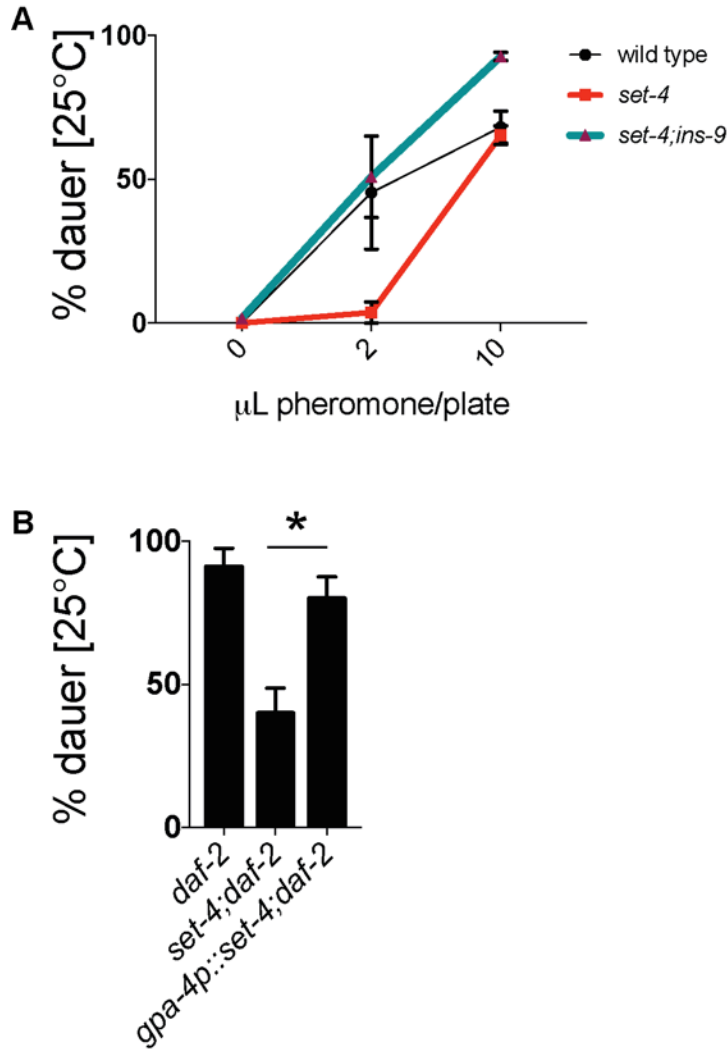 A
100
50
0
% dauer [25°C]
0
2
10
μL pheromone/plate
wild type
set-4
set-4;ins-9
B
*
100
50
0
% dauer [25°C]
daf-2
set-4;daf-2
gpa-4p::set-4;daf-2